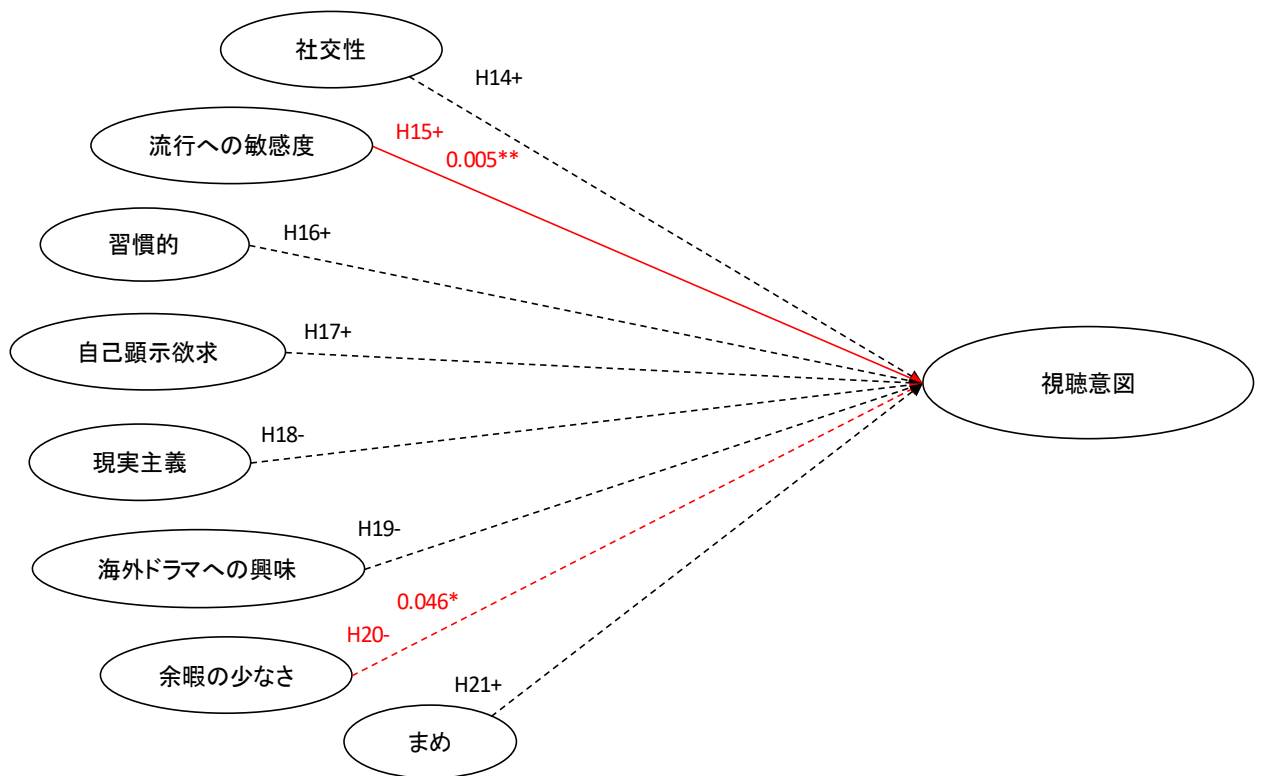 社交性
H14+
流行への敏感度
H15+
0.005**
習慣的
H16+
自己顕示欲求
H17+
視聴意図
現実主義
H18-
海外ドラマへの興味
H19-
0.046*
H20-
余暇の少なさ
H21+
まめ